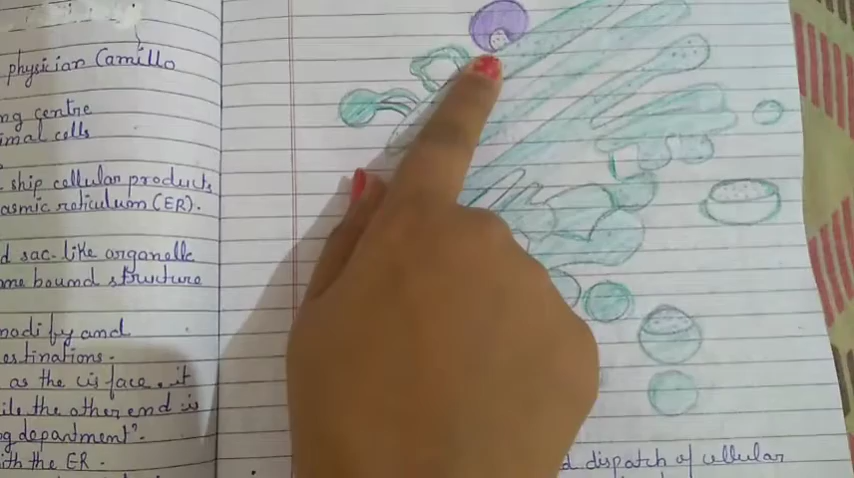 physician Camillo
ng centre
imal cells
ship cellular products
asmic reticulum (ER).
d sac-like organelle
ane bound structure
modify and
estinations.
as the cis face, it
ile the other end is
g department".
ith the ER.
d dispatch of cellular